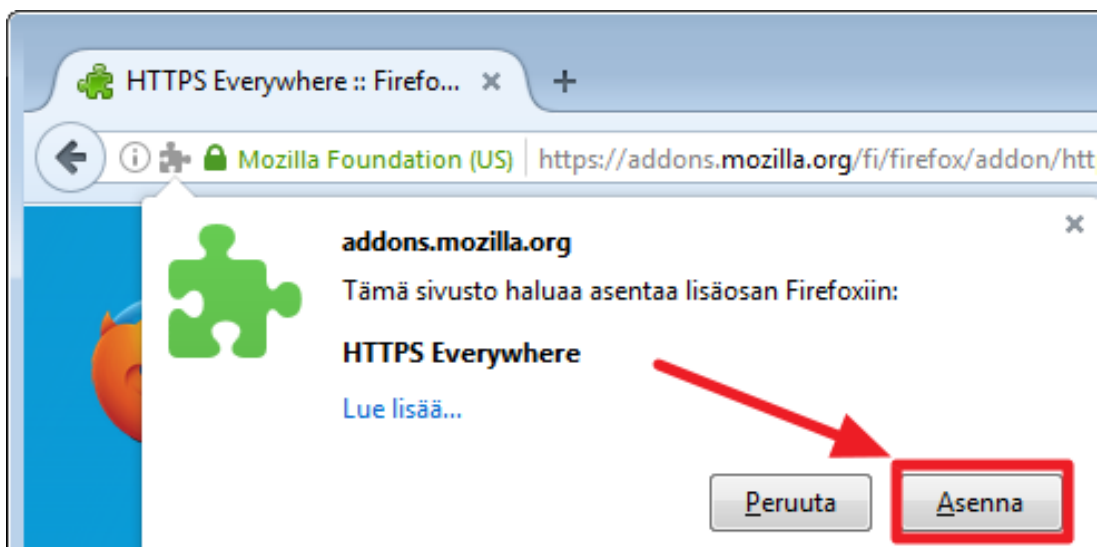 HTTPS Everywhere :: Firefo...
Mozilla Foundation (US) https://addons.mozilla.org/fi/firefox/addon/htt
addons.mozilla.org
Tämä sivusto haluaa asentaa lisäosan Firefoxiin:
HTTPS Everywhere
Lue lisää...
Peruuta Asenna